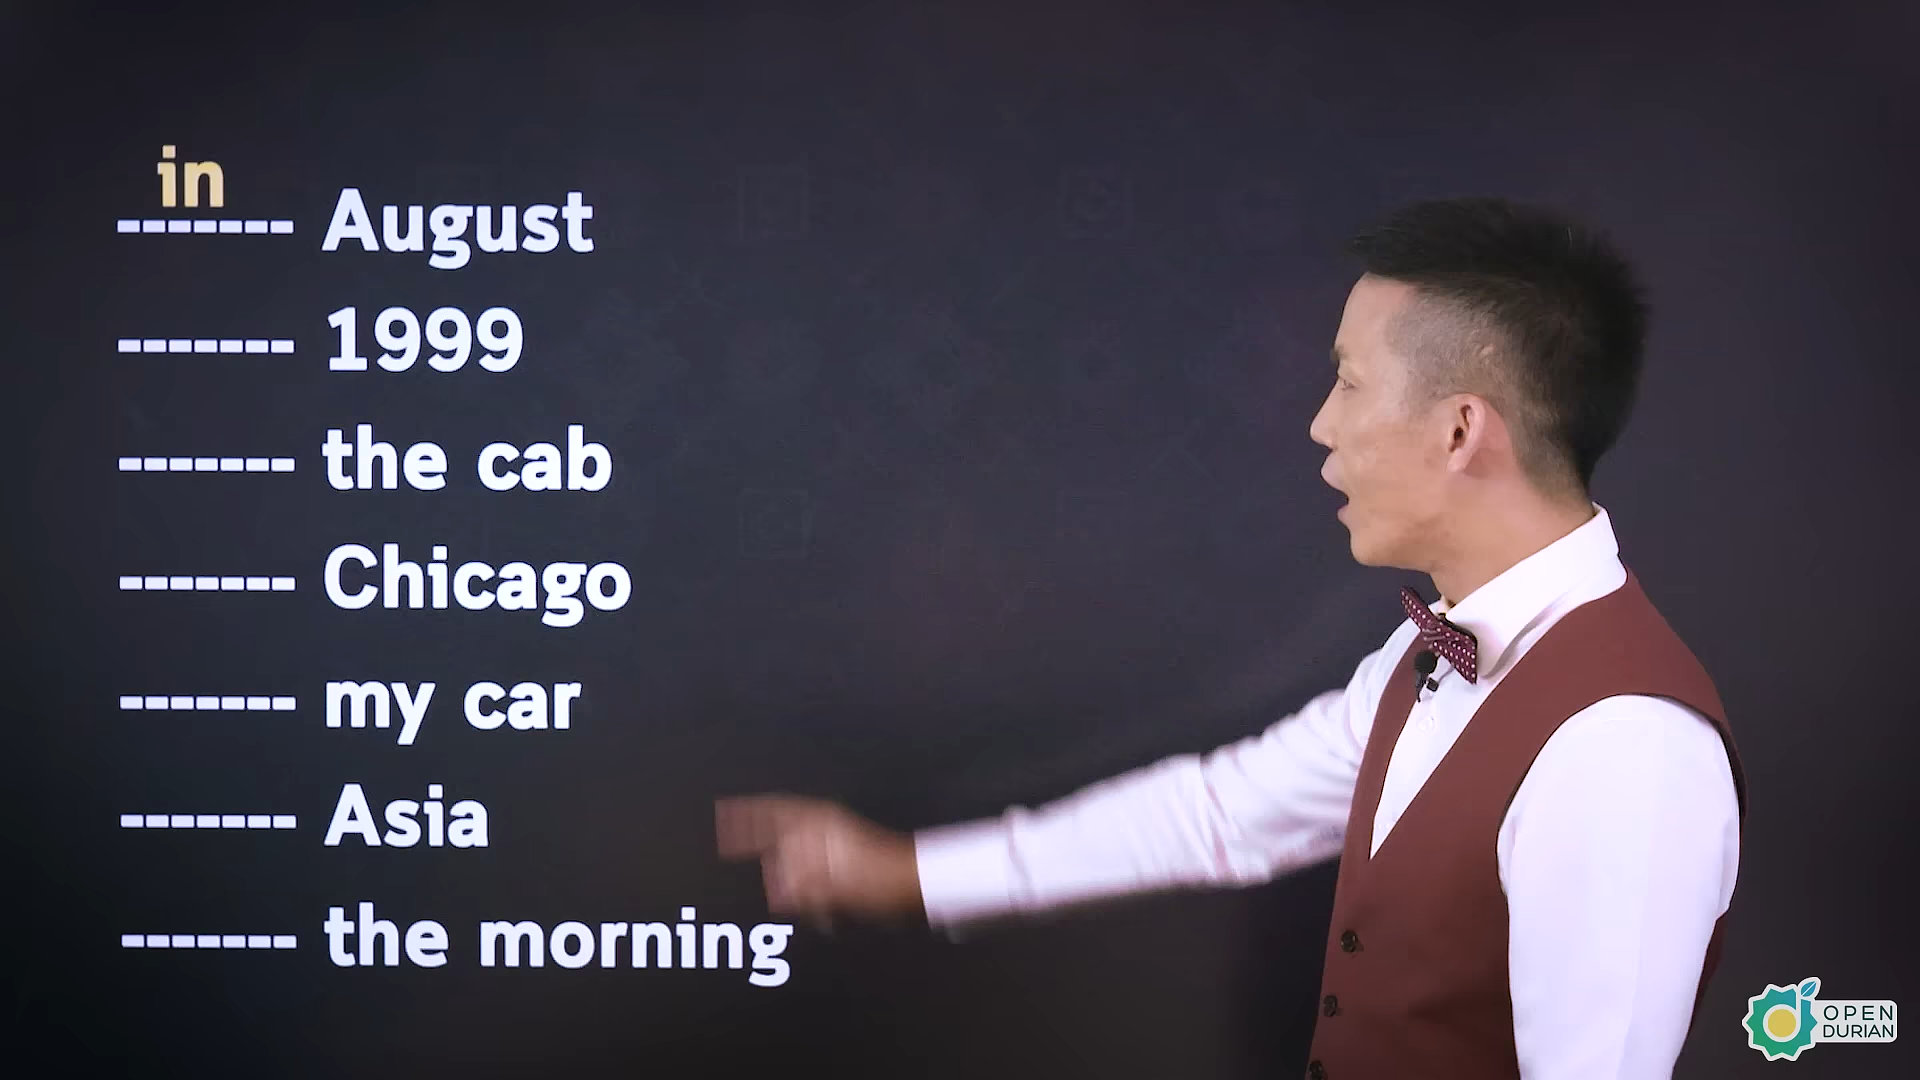 in
------- August
------- 1999
------- the cab
------- Chicago
------- my car
------- Asia
------- the morning
OPEN
DURIAN